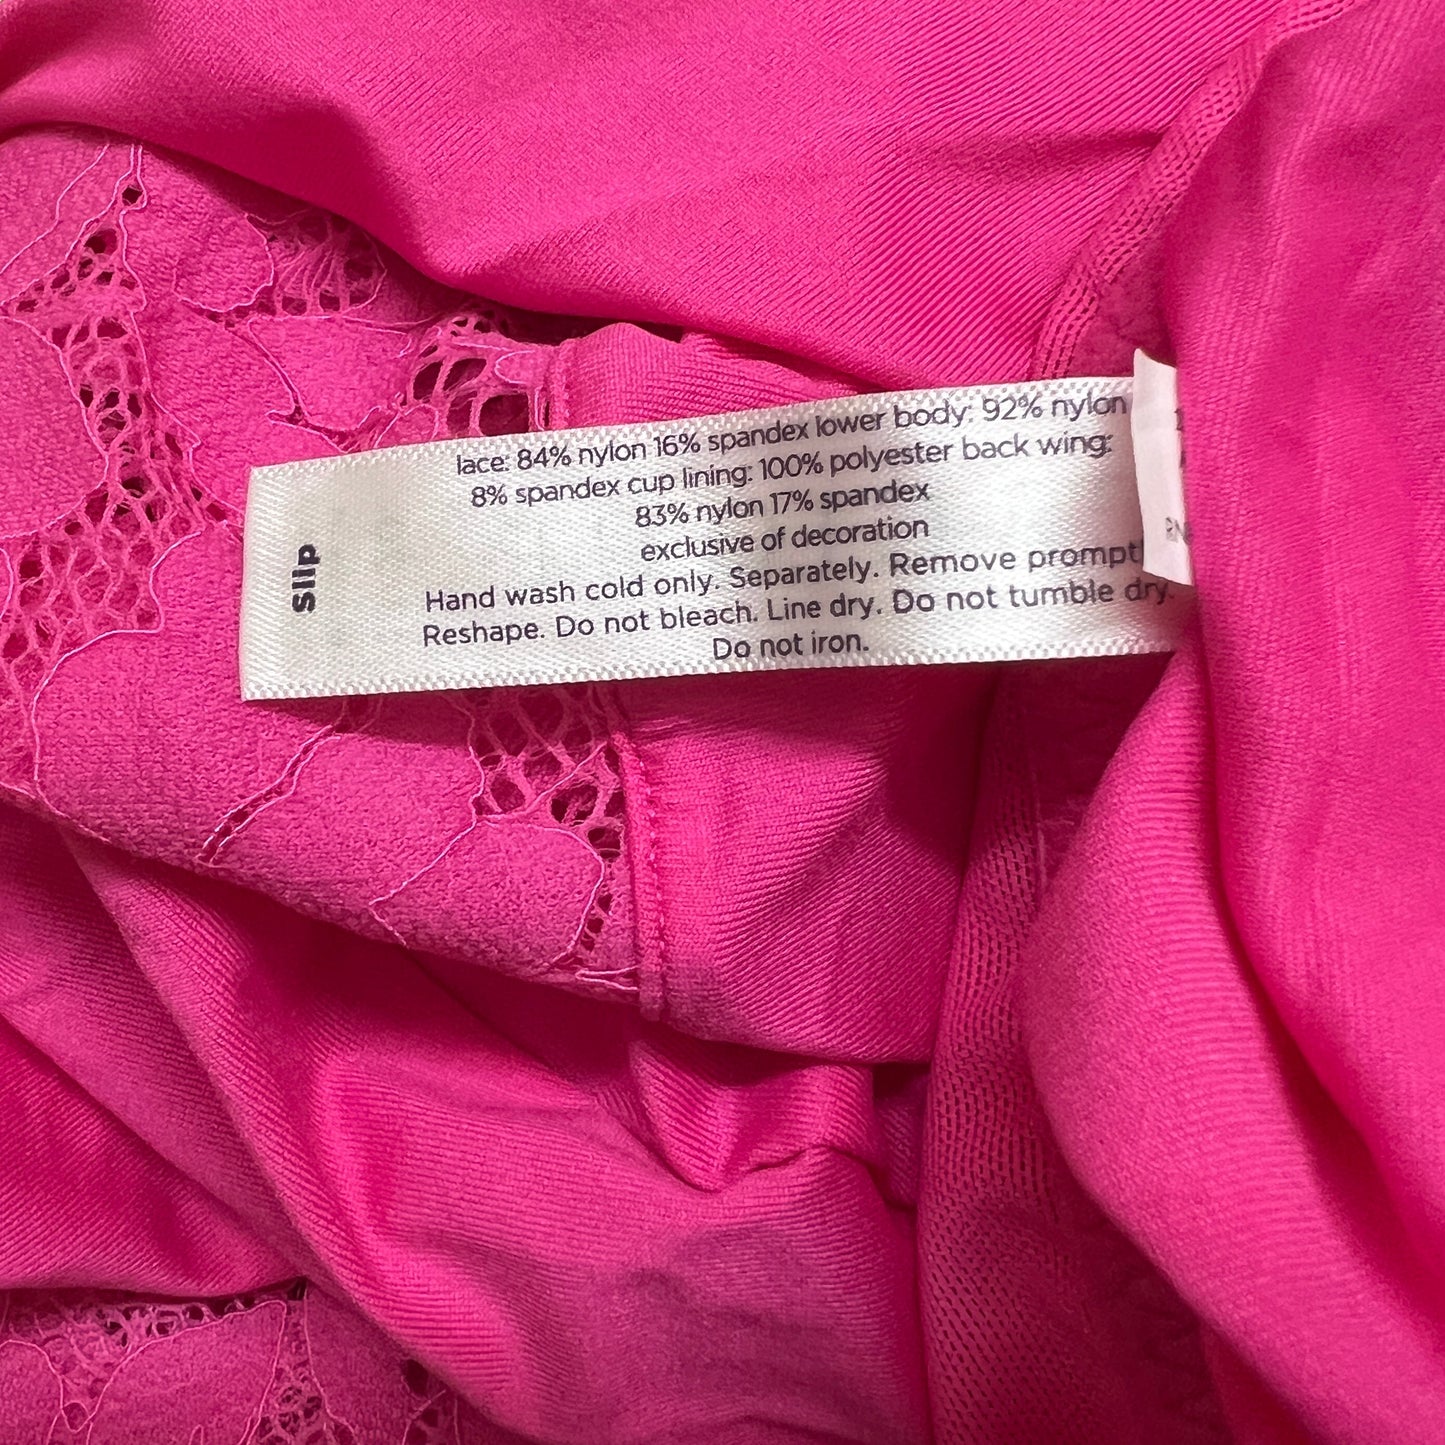 Slip
lace: 84% nylon 16% spandex lower body: 92% nylon
8% spandex cup lining: 100% polyester back wing:
83% nylon 17% spandex
exclusive of decoration
Hand wash cold only. Separately. Remove
Reshape. Do not bleach. Line dry. Do not tumble dry.
Do not iron.